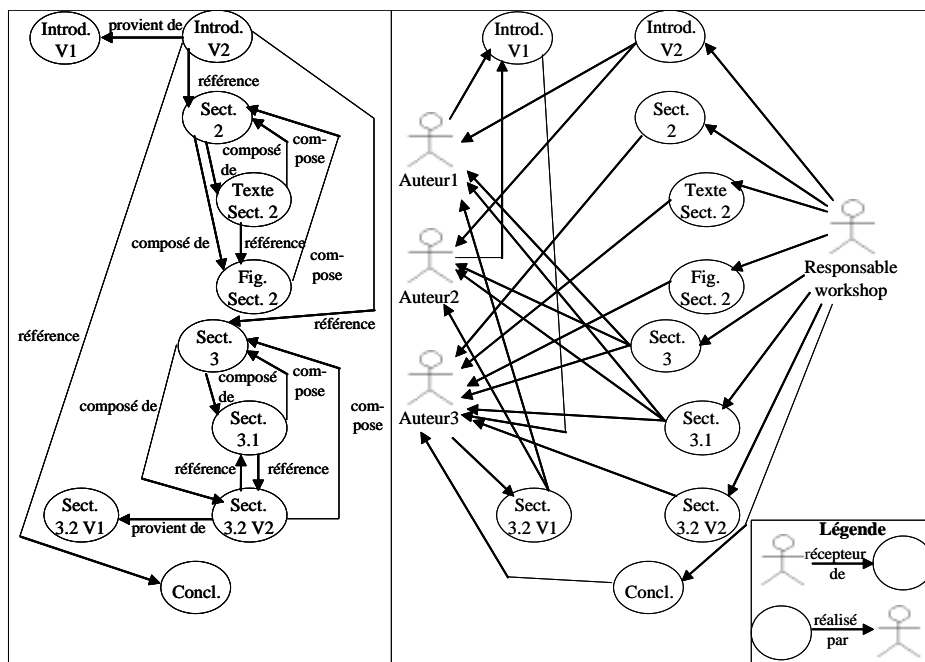 Introd.
V1
provient de
Introd.
V2
référence
Sect.
2
composé
de
com-
pose
Texte
Sect. 2
composé de
référence
com-
pose
Fig.
Sect. 2
référence
référence
Sect.
3
composé
de
com-
pose
composé de
com-
pose
Sect.
3.1
référence
référence
Sect.
3.2 V1
provient de
Sect.
3.2 V2
Concl.
Introd.
V1
Introd.
V2
Auteur1
Sect.
2
Texte
Sect. 2
Auteur2
Fig.
Sect. 2
Responsable
workshop
Sect.
3
Auteur3
Sect.
3.1
Sect.
3.2 V1
Sect.
3.2 V2
Concl.
Légende
récepteur
de
réalisé
par